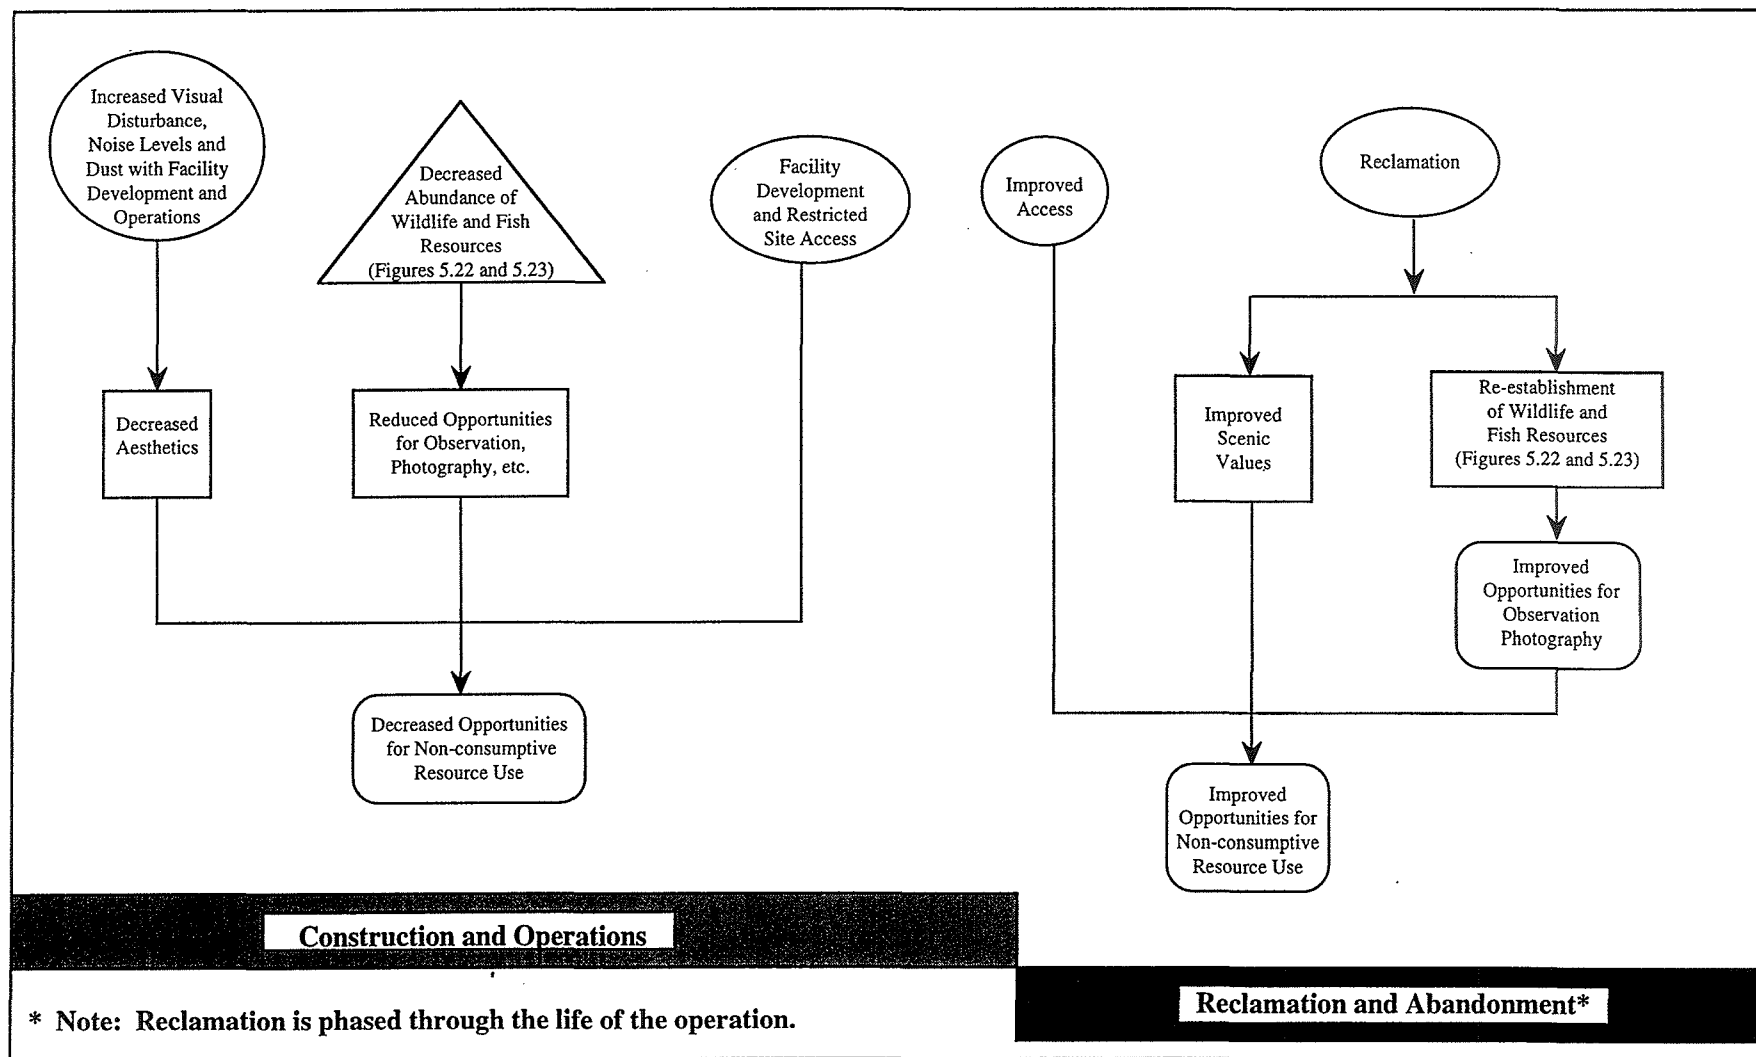 Increased Visual
Disturbance,
Noise Levels and
Dust with Facility
Development and
Operations
Decreased
Abundance of
Wildlife and Fish
Resources
(Figures 5.22 and 5.23)
Facility
Development
and Restricted
Site Access
Improved
Access
Reclamation
Decreased
Aesthetics
Reduced Opportunities
for Observation,
Photography, etc.
Improved
Scenic
Values
Re-establishment
of Wildlife and
Fish Resources
(Figures 5.22 and 5.23)
Improved
Opportunities for
Observation
Photography
Decreased Opportunities
for Non-consumptive
Resource Use
Improved
Opportunities for
Non-consumptive
Resource Use
Construction and Operations
Reclamation and Abandonment*
* Note: Reclamation is phased through the life of the operation.